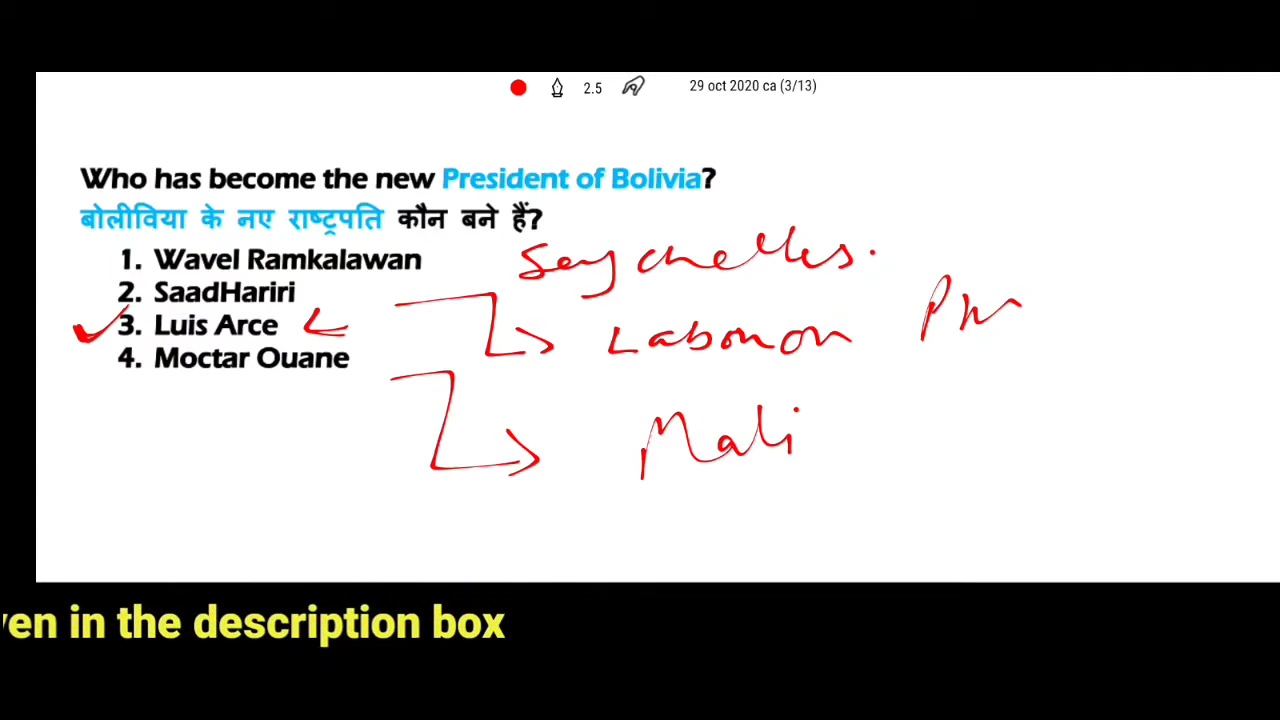 2.5 29 oct 2020 ca (3/13)
Who has become the new President of Bolivia?
बोलीविया के नए राष्ट्रपति कौन बने हैं?
1. Wavel Ramkalawan Seychelles.
2. SaadHariri
3. Luis Arce Labonon PM
4. Moctar Ouane
Mali
ven in the description box